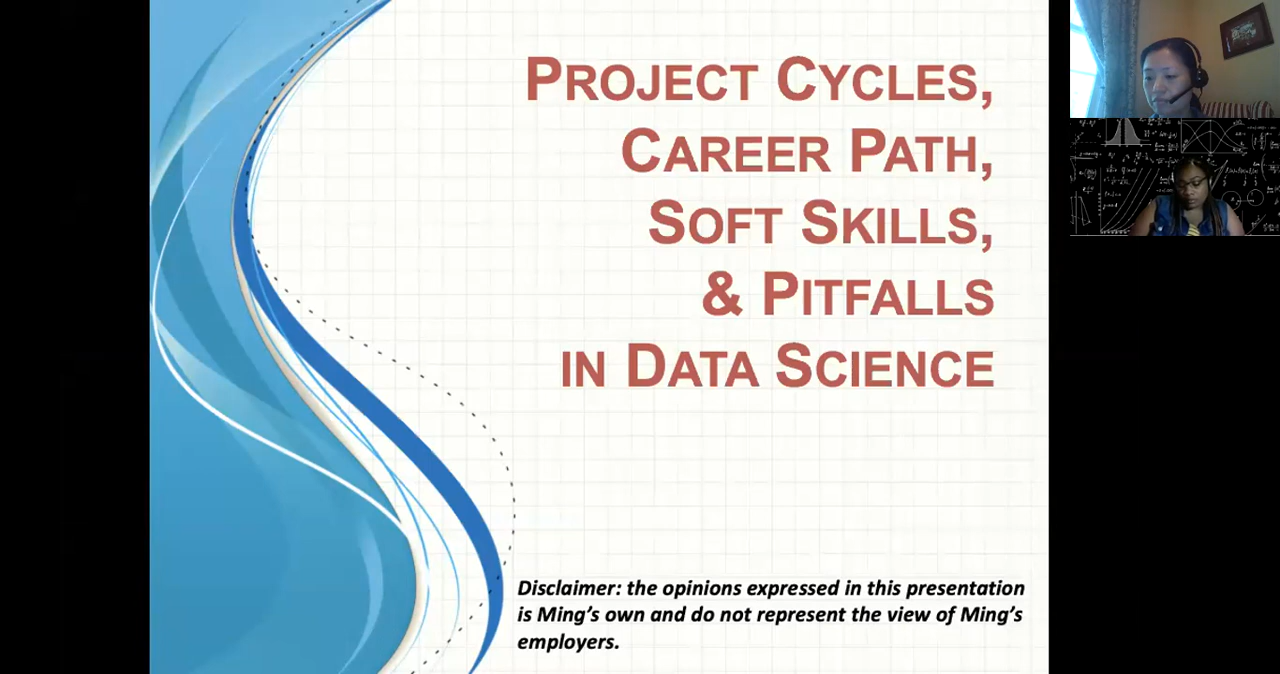 PROJECT CYCLES,
CAREER PATH,
SOFT SKILLS,
& PITFALLS
IN DATA SCIENCE
Disclaimer: the opinions expressed in this presentation
is Ming’s own and do not represent the view of Ming’s
employers.